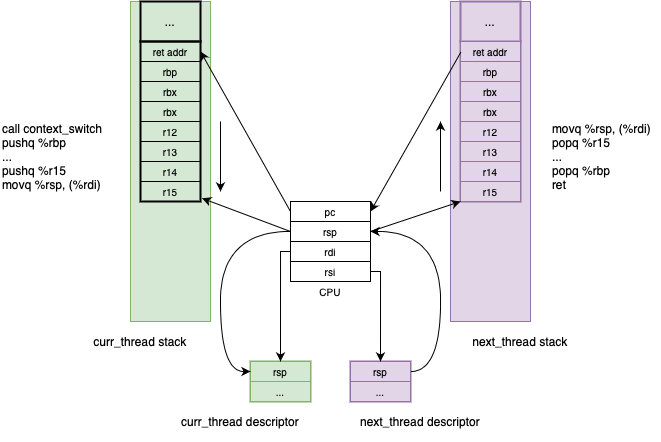 ...
ret addr
rbp
rbx
rbx
r12
r13
r14
r15
call context_switch
pushq %rbp
...
pushq %r15
movq %rsp, (%rdi)
curr_thread stack
pc
rsp
rdi
rsi
CPU
...
ret addr
rbp
rbx
rbx
r12
r13
r14
r15
movq %rsp, (%rdi)
popq %r15
...
popq %rbp
ret
next_thread stack
rsp
...
curr_thread descriptor
rsp
...
next_thread descriptor